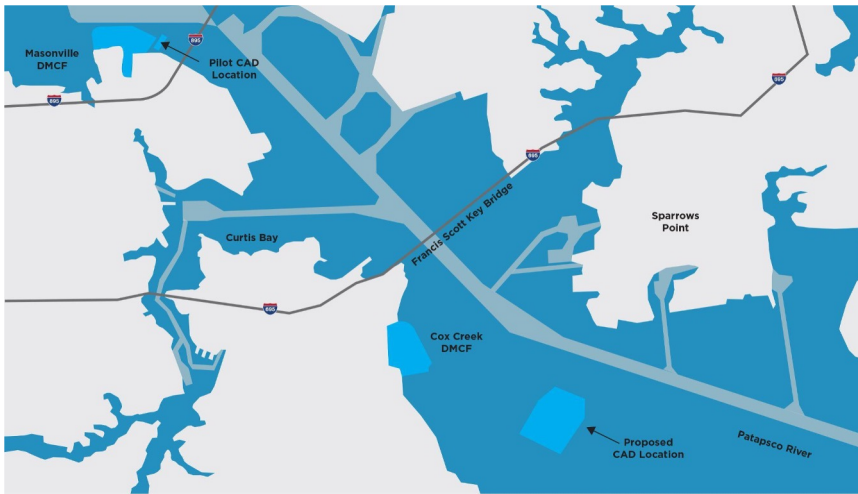 Masonville
DMCF
895
Pilot CAD
Location
895
695
695
Francis Scott Key Bridge
Sparrows
Point
Curtis Bay
695
Cox Creek
DMCF
Proposed
CAD Location
Patapsco River